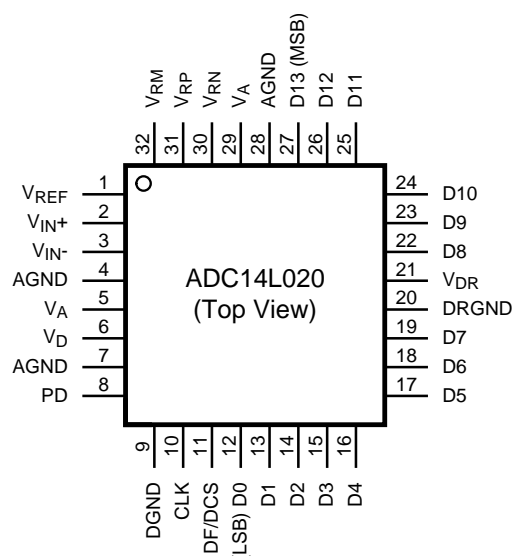 VRM
VRP
VRN
VA
AGND
D13 (MSB)
D12
D11
32
31
30
29
28
27
26
25
VREF
1
VIN+
2
VIN-
3
AGND
4
VA
5
VD
6
AGND
7
PD
8
ADC14L020
(Top View)
24
D10
23
D9
22
D8
21
VDR
20
DRGND
19
D7
18
D6
17
D5
9
10
11
12
13
14
15
16
DGND
CLK
DF/DCS
(LSB) D0
D1
D2
D3
D4